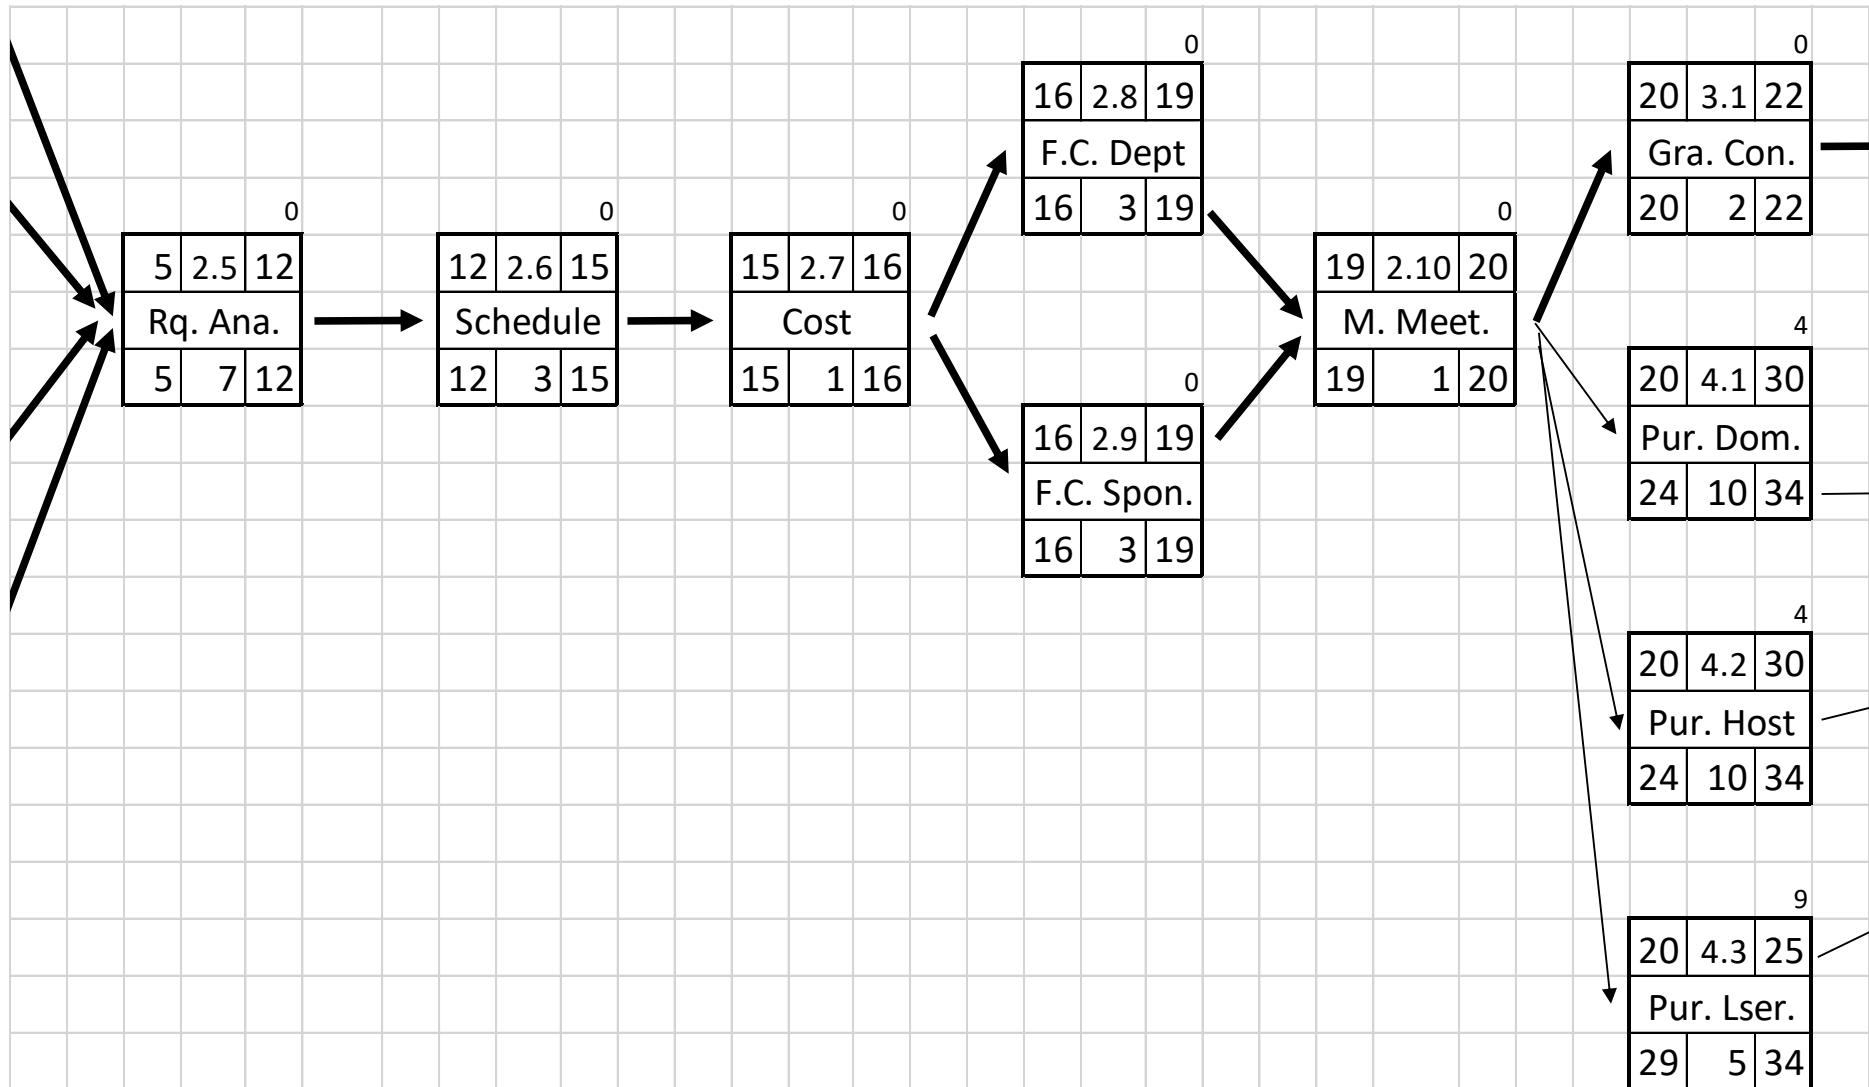 0
5 2.5 12
Rq. Ana.
5 7 12
0
12 2.6 15
Schedule
12 3 15
0
15 2.7 16
Cost
15 1 16
0
16 2.8 19
F.C. Dept
16 3 19
0
16 2.9 19
F.C. Spon.
16 3 19
0
19 2.10 20
M. Meet.
19 1 20
0
20 3.1 22
Gra. Con.
20 2 22
4
20 4.1 30
Pur. Dom.
24 10 34
4
20 4.2 30
Pur. Host
24 10 34
9
20 4.3 25
Pur. Lser.
29 5 34